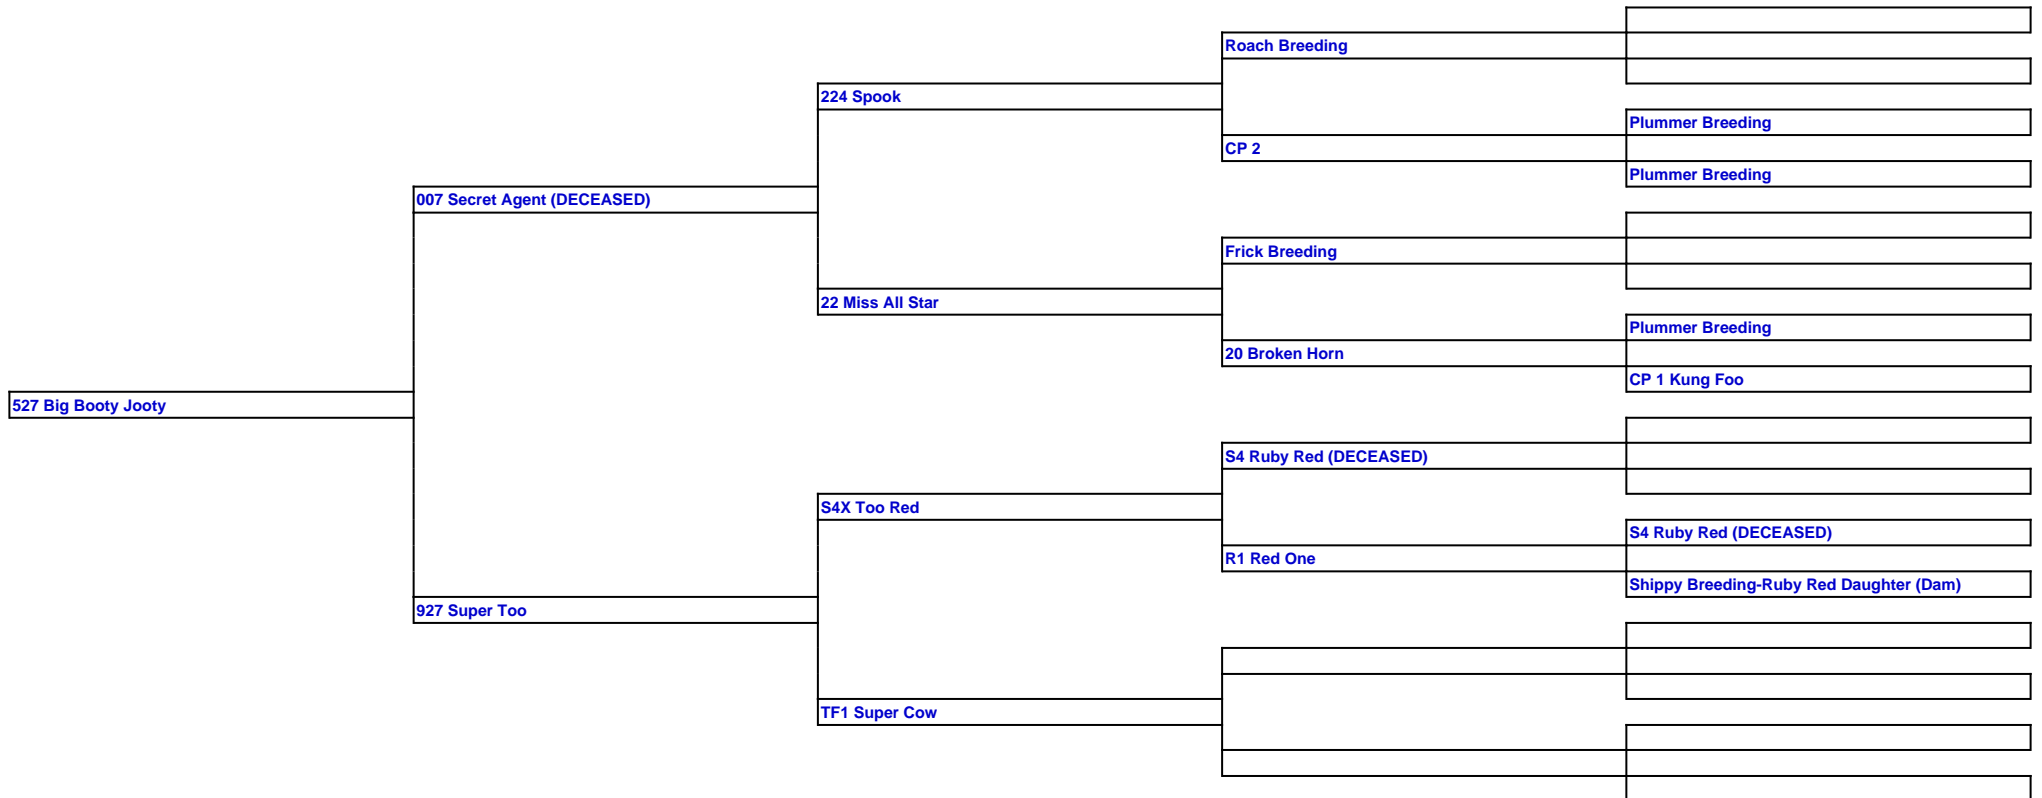 Roach Breeding
224 Spook
Plummer Breeding
CP 2
Plummer Breeding
007 Secret Agent (DECEASED)
Frick Breeding
22 Miss All Star
Plummer Breeding
20 Broken Horn
CP 1 Kung Foo
527 Big Booty Jooty
S4 Ruby Red (DECEASED)
S4X Too Red
S4 Ruby Red (DECEASED)
R1 Red One
Shippy Breeding-Ruby Red Daughter (Dam)
927 Super Too
TF1 Super Cow